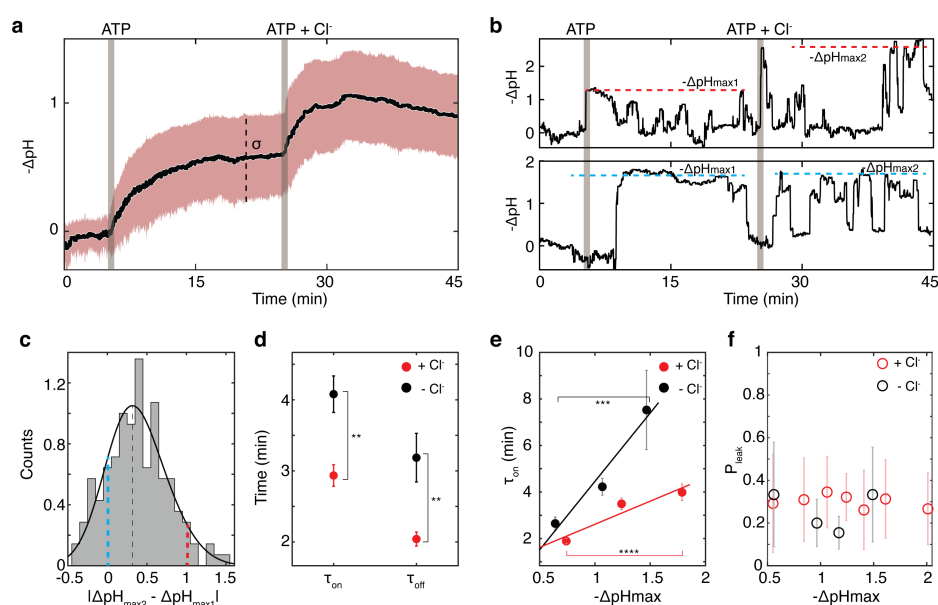 a
ATP
ATP + Cl⁻
-ΔpH
1
0
σ
0
15
30
45
Time (min)
b
ATP
ATP + Cl⁻
-ΔpH
2
1
0
-ΔpHmax1
-ΔpHmax2
-ΔpH
2
1
0
-ΔpHmax1
-ΔpHmax2
0
15
30
45
Time (min)
c
Counts
1.2
0.8
0.4
0
-0.5
0
0.5
1
1.5
|ΔpHmax2 - ΔpHmax1|
d
+ Cl⁻
- Cl⁻
Time (min)
4
3
2
**
**
τon
τoff
e
+ Cl⁻
- Cl⁻
τon (min)
10
8
6
4
2
***
****
0.5
1
1.5
2
-ΔpHmax
f
+ Cl⁻
- Cl⁻
Pleak
1
0.8
0.6
0.4
0.2
0
0.5
1
1.5
2
-ΔpHmax